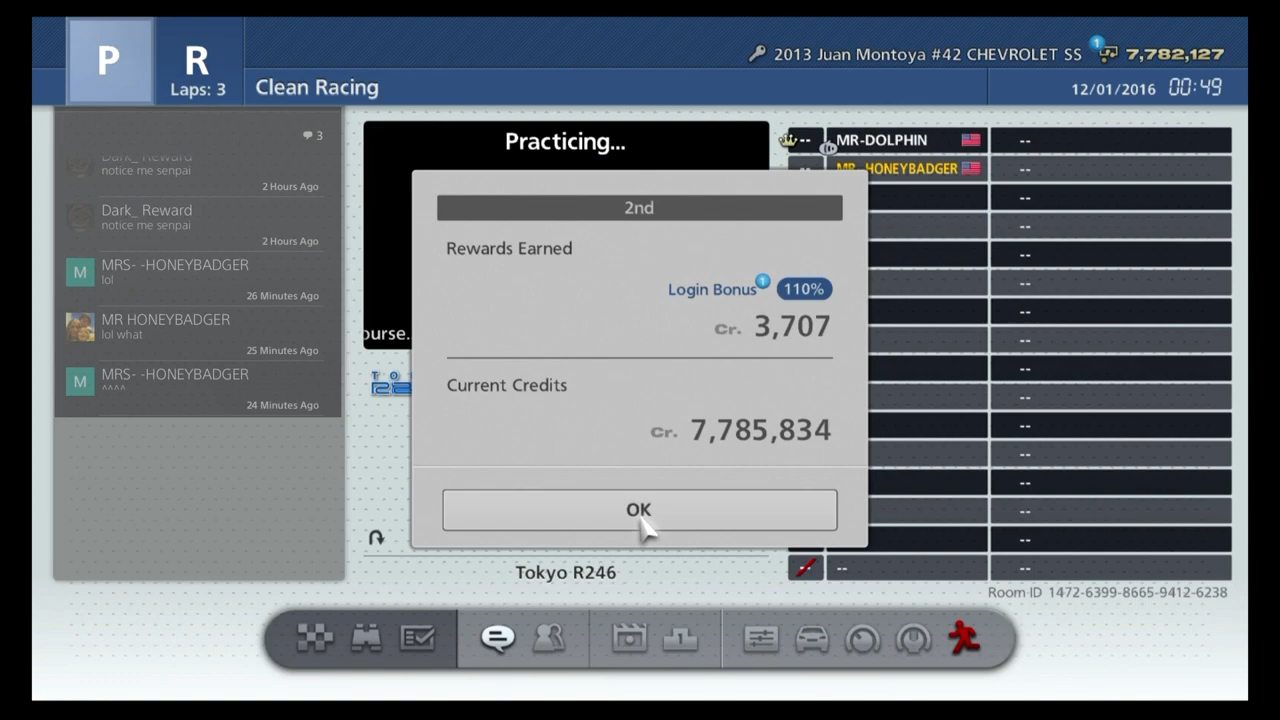 P
R
Laps: 3
Clean Racing
2013 Juan Montoya #42 CHEVROLET SS
1
7,782,127
12/01/2016 00:49
3
Dark_ Reward
notice me senpai
2 Hours Ago
Dark_ Reward
notice me senpai
2 Hours Ago
M
MRS- -HONEYBADGER
lol
26 Minutes Ago
MR HONEYBADGER
lol what
25 Minutes Ago
M
MRS- -HONEYBADGER
^^^^
24 Minutes Ago
Practicing...
ourse.
2nd
Rewards Earned
Login Bonus 1 110%
Cr. 3,707
Current Credits
Cr. 7,785,834
OK
Tokyo R246
-- MR-DOLPHIN --
-- MR- HONEYBADGER --
--
--
--
--
--
--
--
--
--
--
--
--
--
--
-- -- --
Room ID 1472-6399-8665-9412-6238
1